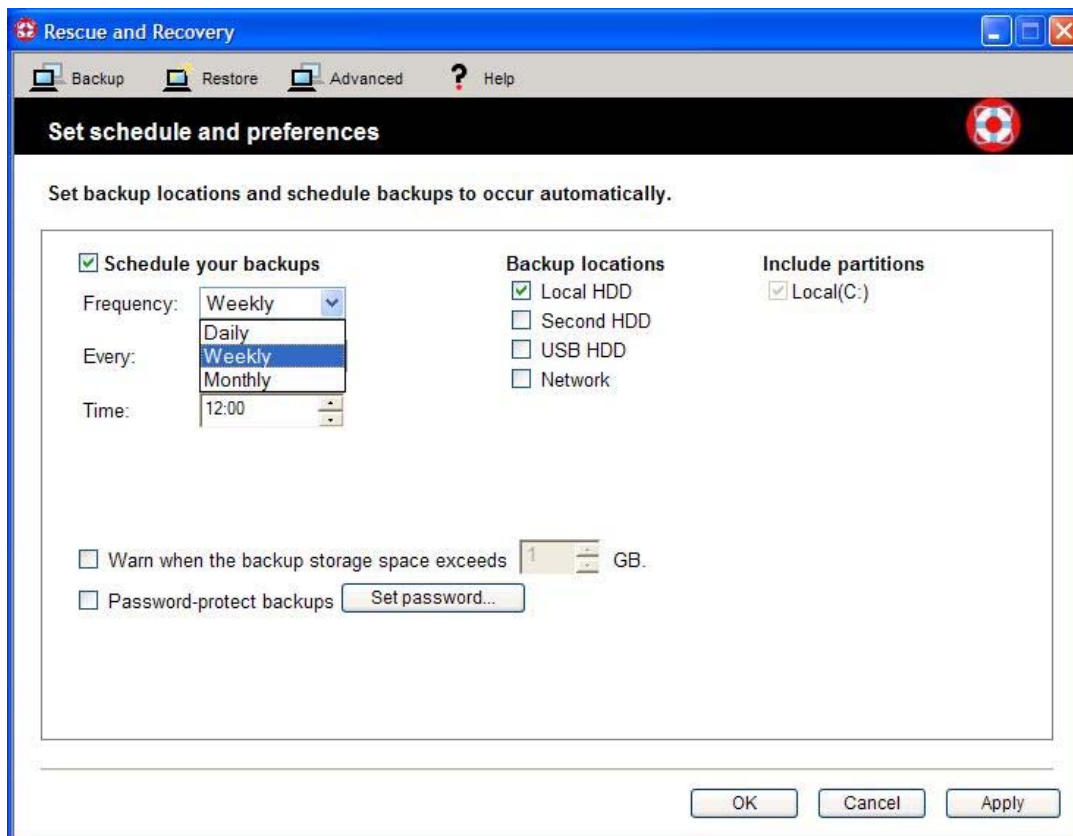 Rescue and Recovery
Backup Restore Advanced ? Help
Set schedule and preferences
Set backup locations and schedule backups to occur automatically.
Schedule your backups
Frequency: Weekly
Daily
Every: Weekly
Monthly
Time: 12:00
Backup locations
Local HDD
Second HDD
USB HDD
Network
Include partitions
Local(C:)
Warn when the backup storage space exceeds 1 GB.
Password-protect backups Set password...
OK Cancel Apply